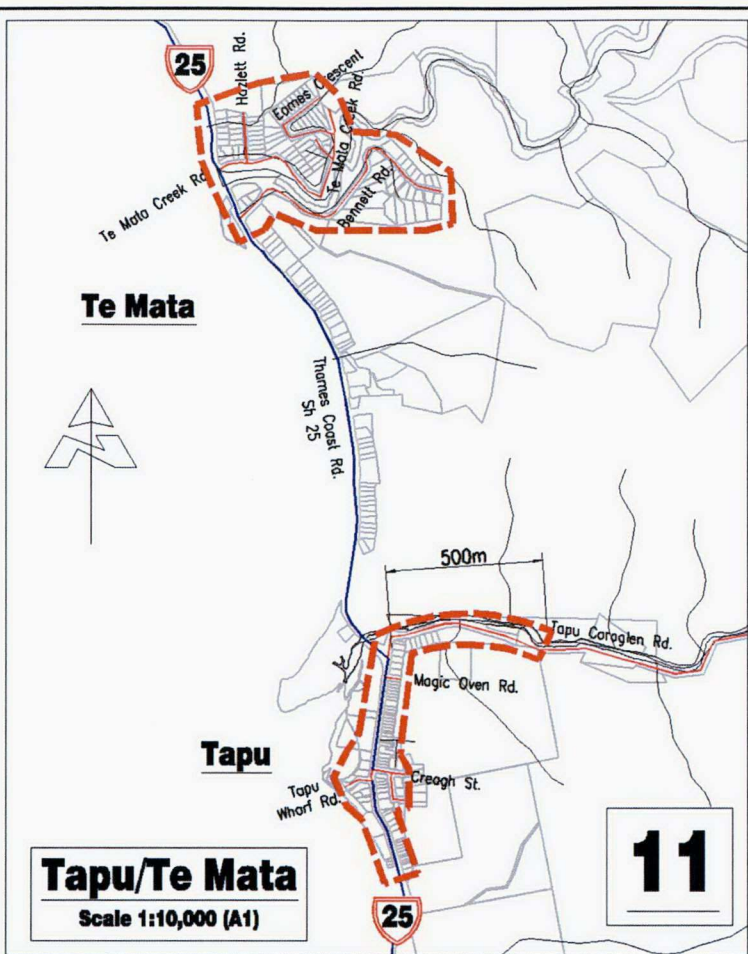 25
Hazlett Rd.
Eames Crescent
Te Mata Creek Rd.
Te Mata Creek Rd
Bennett Rd.
Te Mata
Thames Coast Rd.
Sh 25
500m
Tapu Coroglen Rd.
Magic Oven Rd.
Tapu
Creagh St.
Tapu
Wharf Rd.
Tapu/Te Mata
Scale 1:10,000 (A1)
11
25